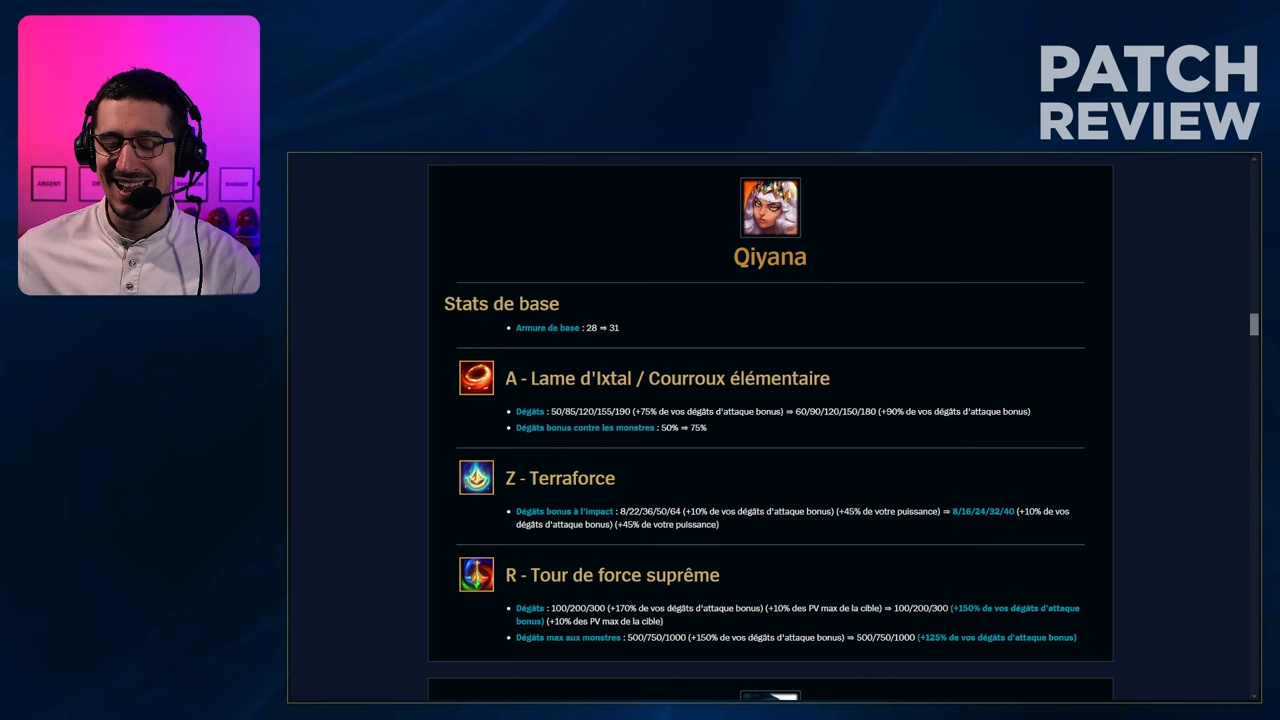 PATCH
REVIEW
ARGENT
DIAMANT
Qiyana
Stats de base
• Armure de base : 28 ⇒ 31
A - Lame d'Ixtal / Courroux élémentaire
• Dégâts : 50/85/120/155/190 (+75% de vos dégâts d'attaque bonus) ⇒ 60/90/120/150/180 (+90% de vos dégâts d'attaque bonus)
• Dégâts bonus contre les monstres : 50% ⇒ 75%
Z - Terraforce
• Dégâts bonus à l'impact : 8/22/36/50/64 (+10% de vos dégâts d'attaque bonus) (+45% de votre puissance) ⇒ 8/16/24/32/40 (+10% de vos
dégâts d'attaque bonus) (+45% de votre puissance)
R - Tour de force suprême
• Dégâts : 100/200/300 (+170% de vos dégâts d'attaque bonus) (+10% des PV max de la cible) ⇒ 100/200/300 (+150% de vos dégâts d'attaque
bonus) (+10% des PV max de la cible)
• Dégâts max aux monstres : 500/750/1000 (+150% de vos dégâts d'attaque bonus) ⇒ 500/750/1000 (+125% de vos dégâts d'attaque bonus)